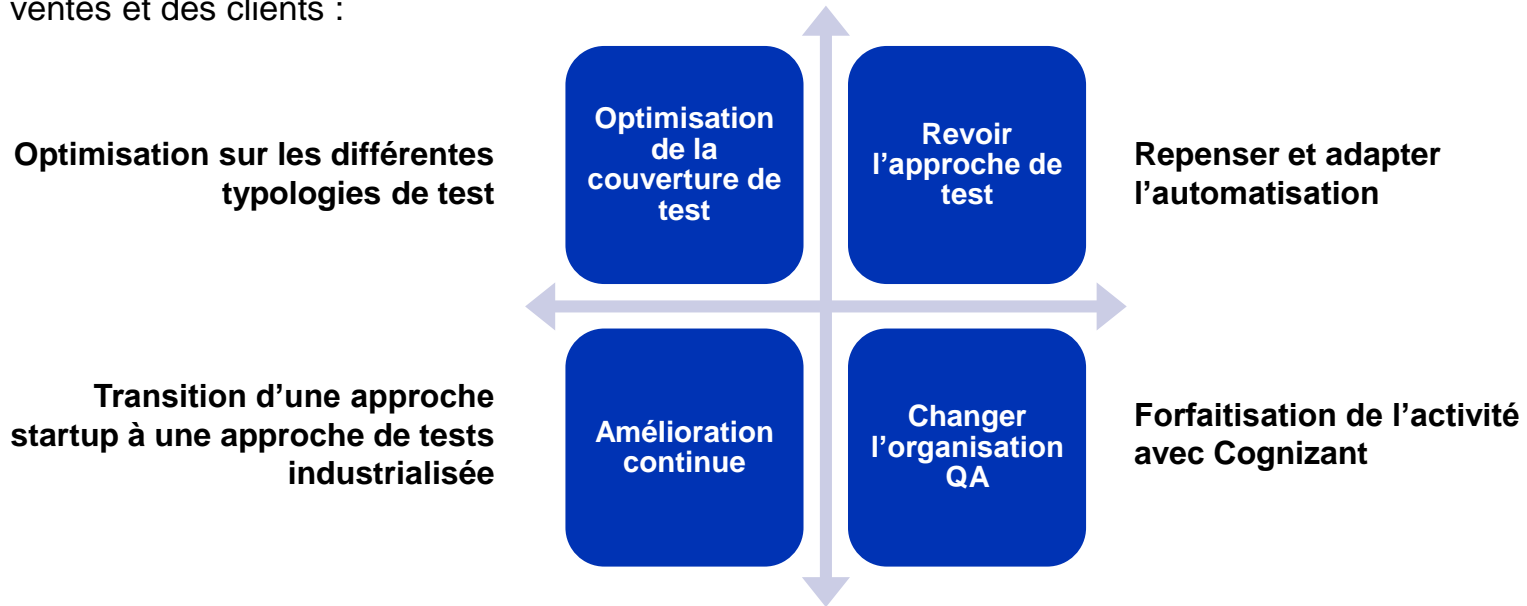 ventes et des clients :
Optimisation sur les différentes
typologies de test
Optimisation
de la
couverture de
test
Revoir
l’approche de
test
Repenser et adapter
l’automatisation
Transition d’une approche
startup à une approche de tests
industrialisée
Amélioration
continue
Changer
l’organisation
QA
Forfaitisation de l’activité
avec Cognizant